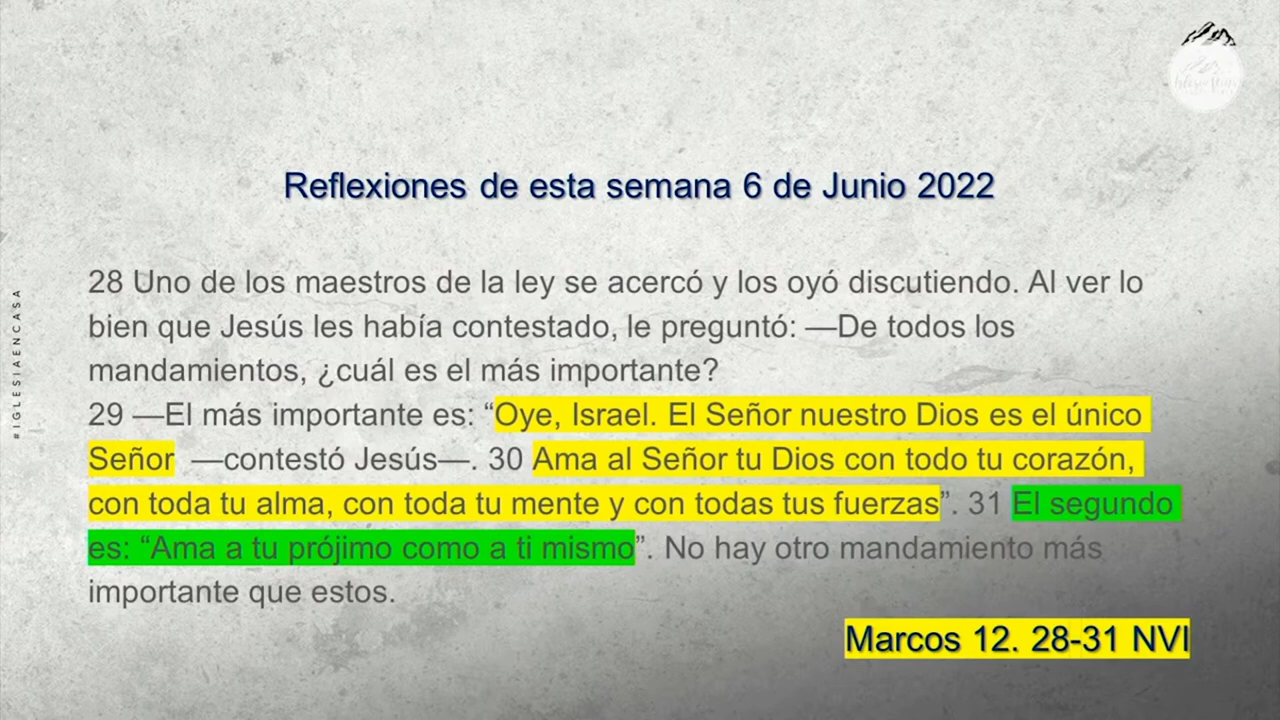 Reflexiones de esta semana 6 de Junio 2022
28 Uno de los maestros de la ley se acercó y los oyó discutiendo. Al ver lo
bien que Jesús les había contestado, le preguntó: —De todos los
mandamientos, ¿cuál es el más importante?
29 —El más importante es: “Oye, Israel. El Señor nuestro Dios es el único
Señor —contestó Jesús—. 30 Ama al Señor tu Dios con todo tu corazón,
con toda tu alma, con toda tu mente y con todas tus fuerzas”. 31 El segundo
es: “Ama a tu prójimo como a ti mismo”. No hay otro mandamiento más
importante que estos.
Marcos 12. 28-31 NVI
#IGLESIAENCASA